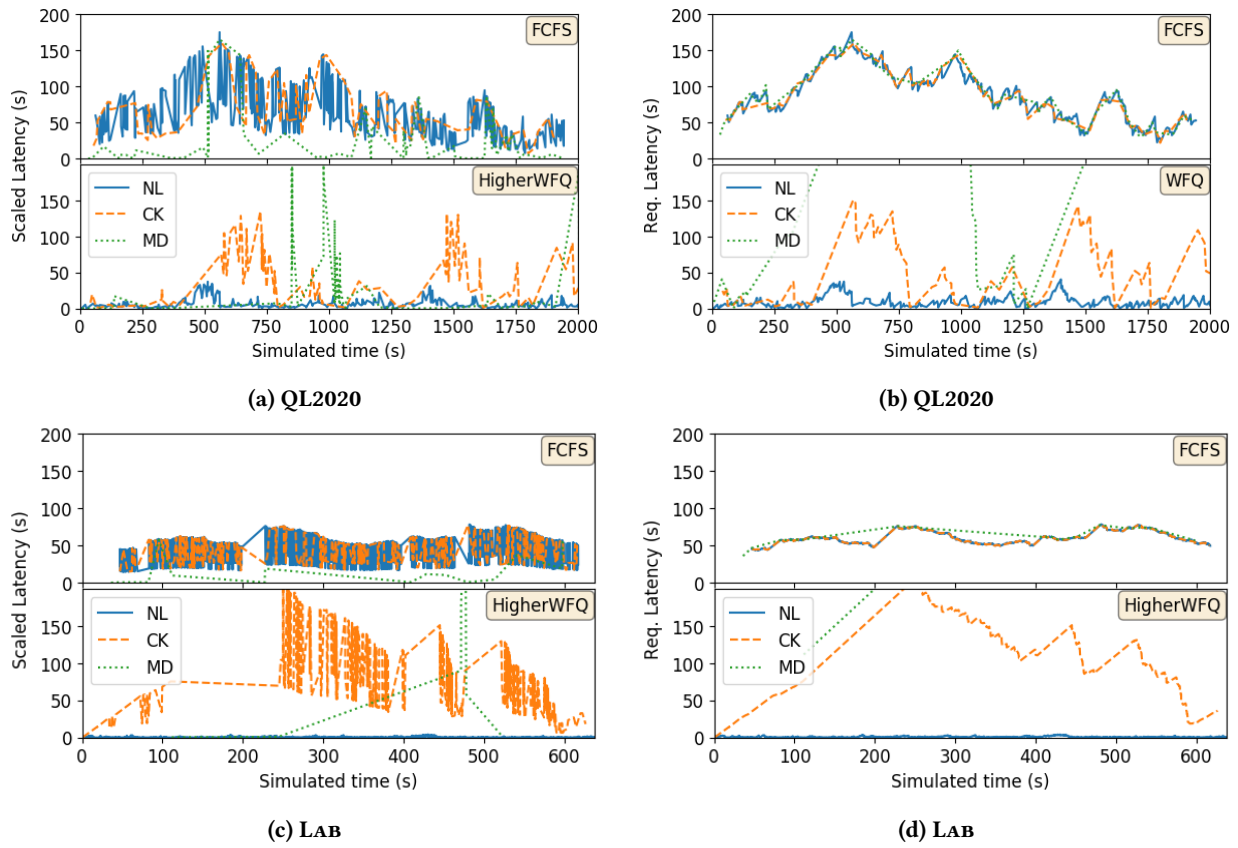 200
150
100
50
0
FCFS
200
150
100
50
0
HigherWFQ
NL
CK
MD
0 250 500 750 1000 1250 1500 1750 2000
Scaled Latency (s)
Simulated time (s)
(a) QL2020
200
150
100
50
0
FCFS
150
100
50
0
WFQ
NL
CK
MD
0 250 500 750 1000 1250 1500 1750 2000
Req. Latency (s)
Simulated time (s)
(b) QL2020
200
150
100
50
0
FCFS
150
100
50
0
HigherWFQ
NL
CK
MD
0 100 200 300 400 500 600
Scaled Latency (s)
Simulated time (s)
(c) LAB
200
150
100
50
0
FCFS
150
100
50
0
HigherWFQ
NL
CK
MD
0 100 200 300 400 500 600
Req. Latency (s)
Simulated time (s)
(d) LAB